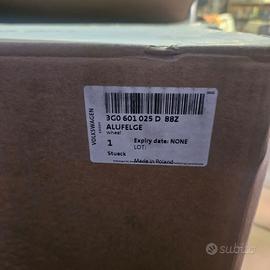 VOLKSWAGEN
3G0 601 025 D 88Z
ALUFELGE
wheel
1 Expiry date: NONE
Stueck LOT:
Made in Poland
subito